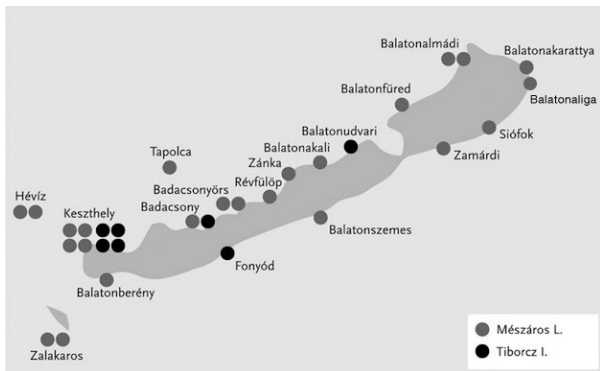 Balatonalmádi
Balatonakarattya
Balatonfüred
Balatonaliga
Balatonudvari
Siófok
Tapolca
Balatonakali
Zamárdi
Zánka
Hévíz
Badacsonyörs
Révfülöp
Keszthely
Badacsony
Balatonszemes
Fonyód
Balatonberény
Mészáros L.
Zalakaros
Tiborcz I.